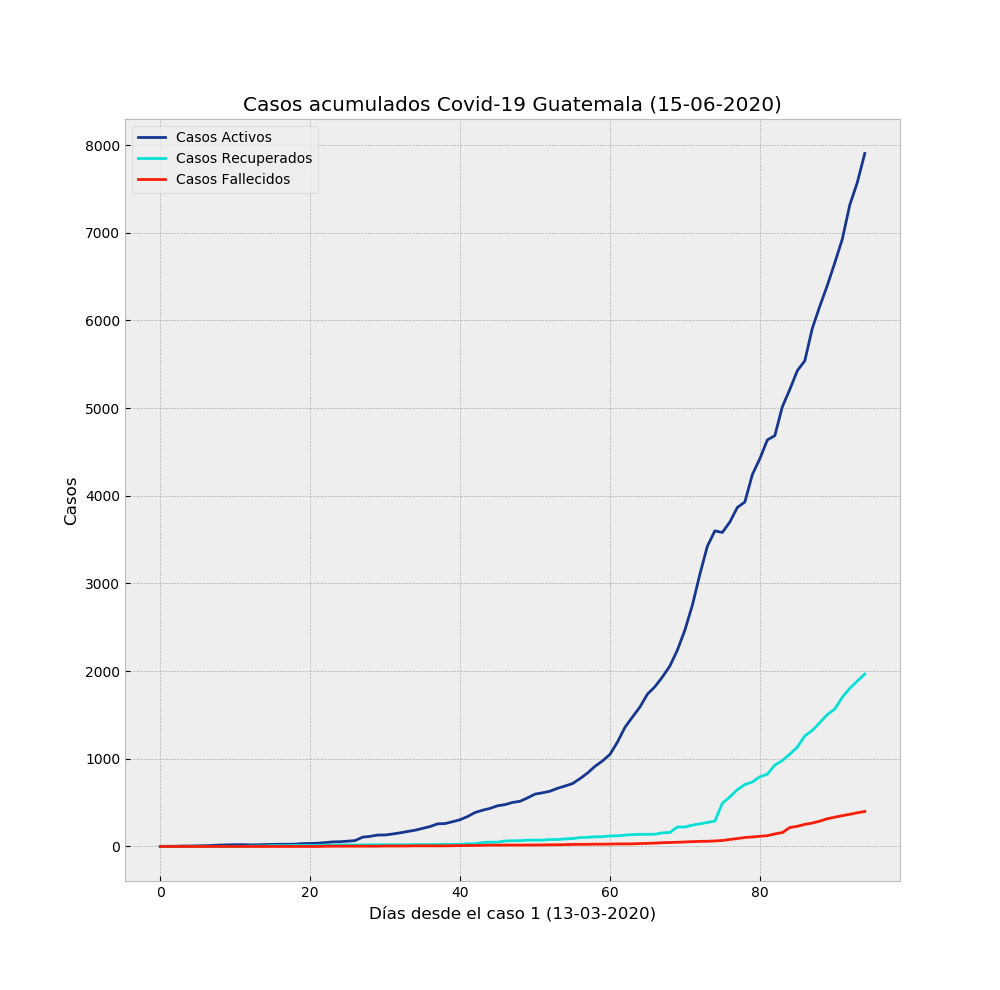 Casos acumulados Covid-19 Guatemala (15-06-2020)
Casos Activos
Casos Recuperados
Casos Fallecidos
8000
7000
6000
5000
4000
3000
2000
1000
0
Casos
0 20 40 60 80
Días desde el caso 1 (13-03-2020)